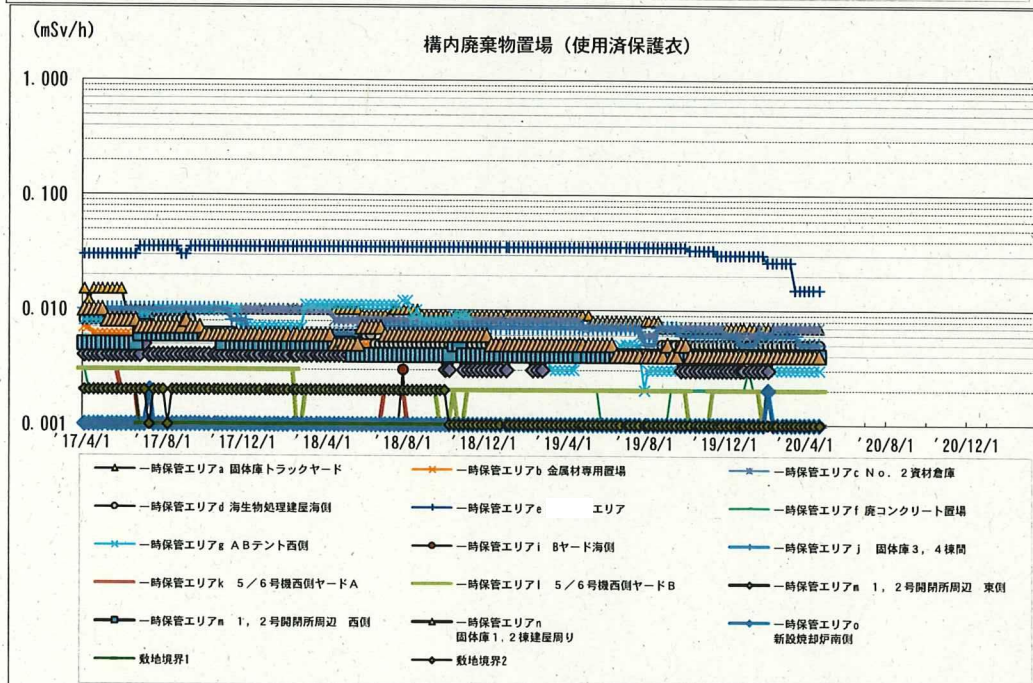 (mSv/h)
構内廃棄物置場（使用済保護衣）
1.000
0.100
0.010
0.001
'17/4/1 '17/8/1 '17/12/1 '18/4/1 '18/8/1 '18/12/1 '19/4/1 '19/8/1 '19/12/1 '20/4/1 '20/8/1 '20/12/1
一時保管エリアa 固体庫トラックヤード
一時保管エリアb 金属材専用置場
一時保管エリアc No.2資材倉庫
一時保管エリアd 海生物処理建屋海側
一時保管エリアe エリア
一時保管エリアf 廃コンクリート置場
一時保管エリアg ABテント西側
一時保管エリアi Bヤード海側
一時保管エリアj 固体庫3，4棟間
一時保管エリアk 5／6号機西側ヤードA
一時保管エリアl 5／6号機西側ヤードB
一時保管エリアm 1，2号開閉所周辺 東側
一時保管エリアm 1，2号開閉所周辺 西側
一時保管エリアn
固体庫1,2棟建屋周り
一時保管エリアo
新設焼却炉南側
敷地境界1
敷地境界2